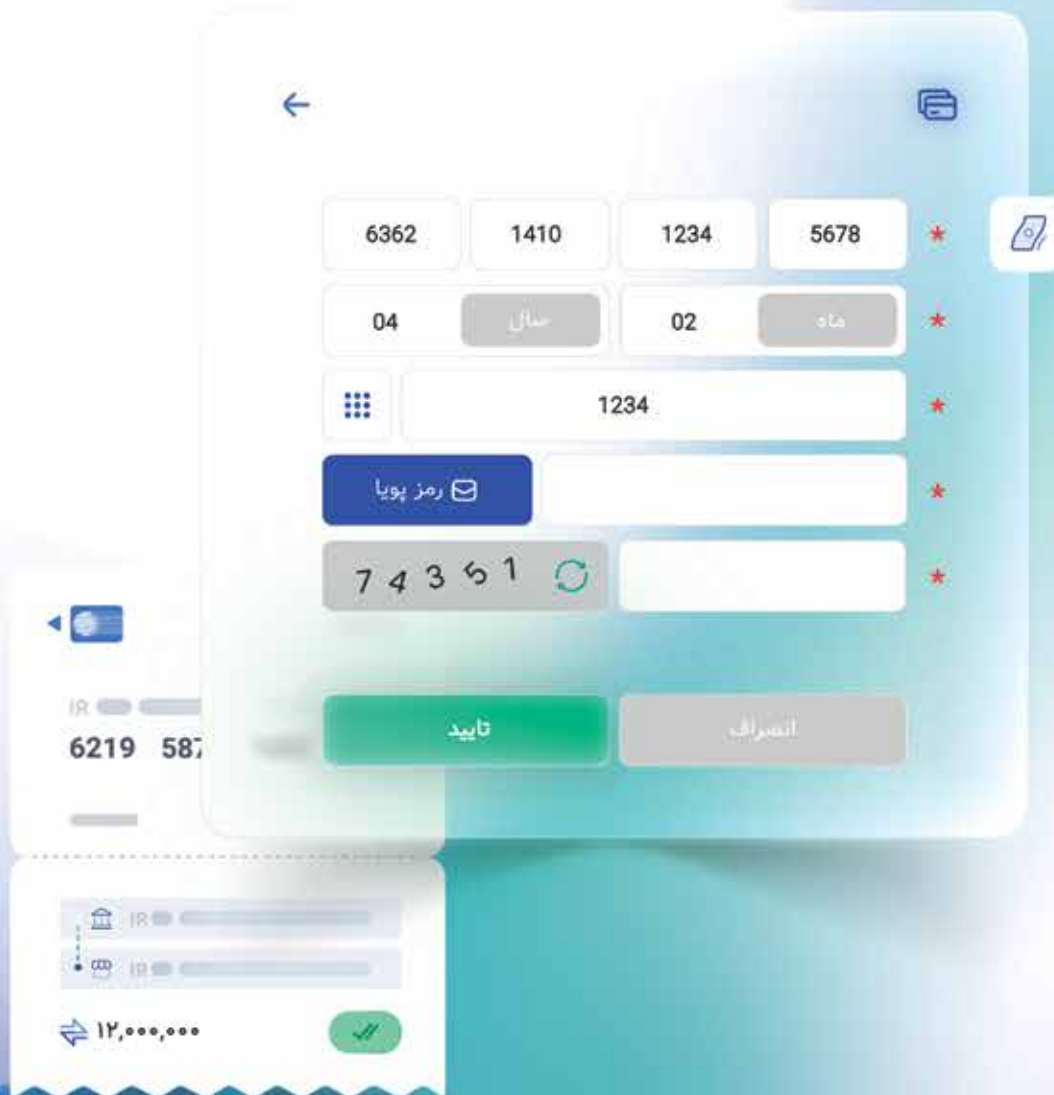 6362 1410 1234 5678
04 سال 02 ماه
1234
رمز پویا
7 4 3 5 1
تایید انصراف
IR
6219 587
IR
IR
۱۲,۰۰۰,۰۰۰